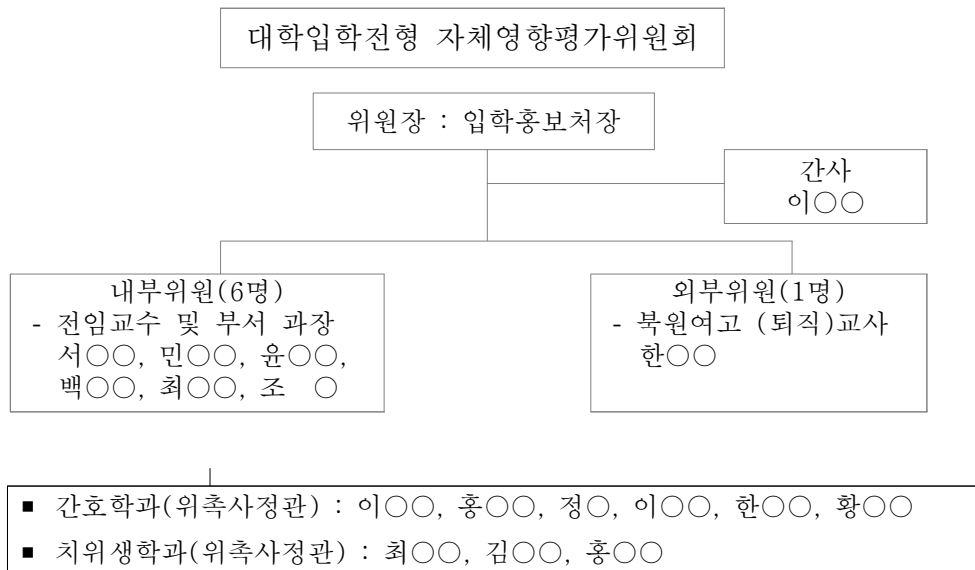 대학입학전형 자체영향평가위원회
위원장 : 입학홍보처장
간사
이○○
내부위원(6명)
- 전임교수 및 부서 과장
서○○, 민○○, 윤○○,
백○○, 최○○, 조 ○
외부위원(1명)
- 북원여고 (퇴직)교사
한○○
■ 간호학과(위촉사정관) : 이○○, 홍○○, 정○, 이○○, 한○○, 황○○
■ 치위생학과(위촉사정관) : 최○○, 김○○, 홍○○